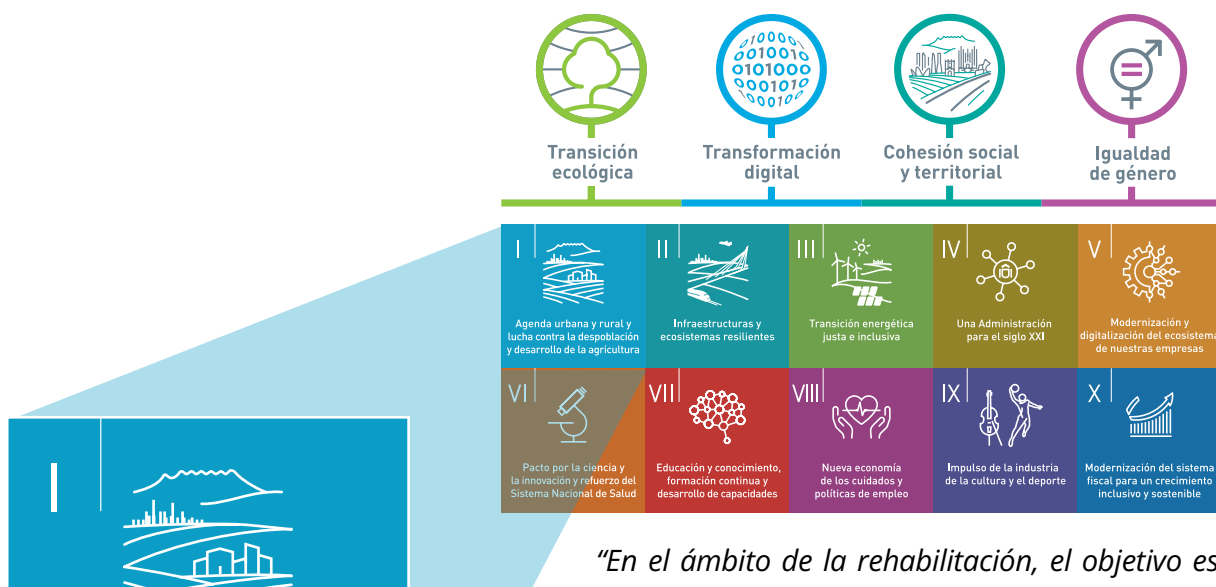 10000
0010010
0101000
0001010
00010
Transición
ecológica
Transformación
digital
Cohesión social
y territorial
Igualdad
de género
I
Agenda urbana y rural y
lucha contra la despoblación
y desarrollo de la agricultura
II
Infraestructuras y
ecosistemas resilientes
III
Transición energética
justa e inclusiva
IV
Una Administración
para el siglo XXI
V
Modernización y
digitalización del ecosistema
de nuestras empresas
VI
Pacto por la ciencia y
la innovación y refuerzo del
Sistema Nacional de Salud
VII
Educación y conocimiento,
formación continua y
desarrollo de capacidades
VIII
Nueva economía
de los cuidados y
políticas de empleo
IX
Impulso de la industria
de la cultura y el deporte
X
Modernización del sistema
fiscal para un crecimiento
inclusivo y sostenible
I
“En el ámbito de la rehabilitación, el objetivo es